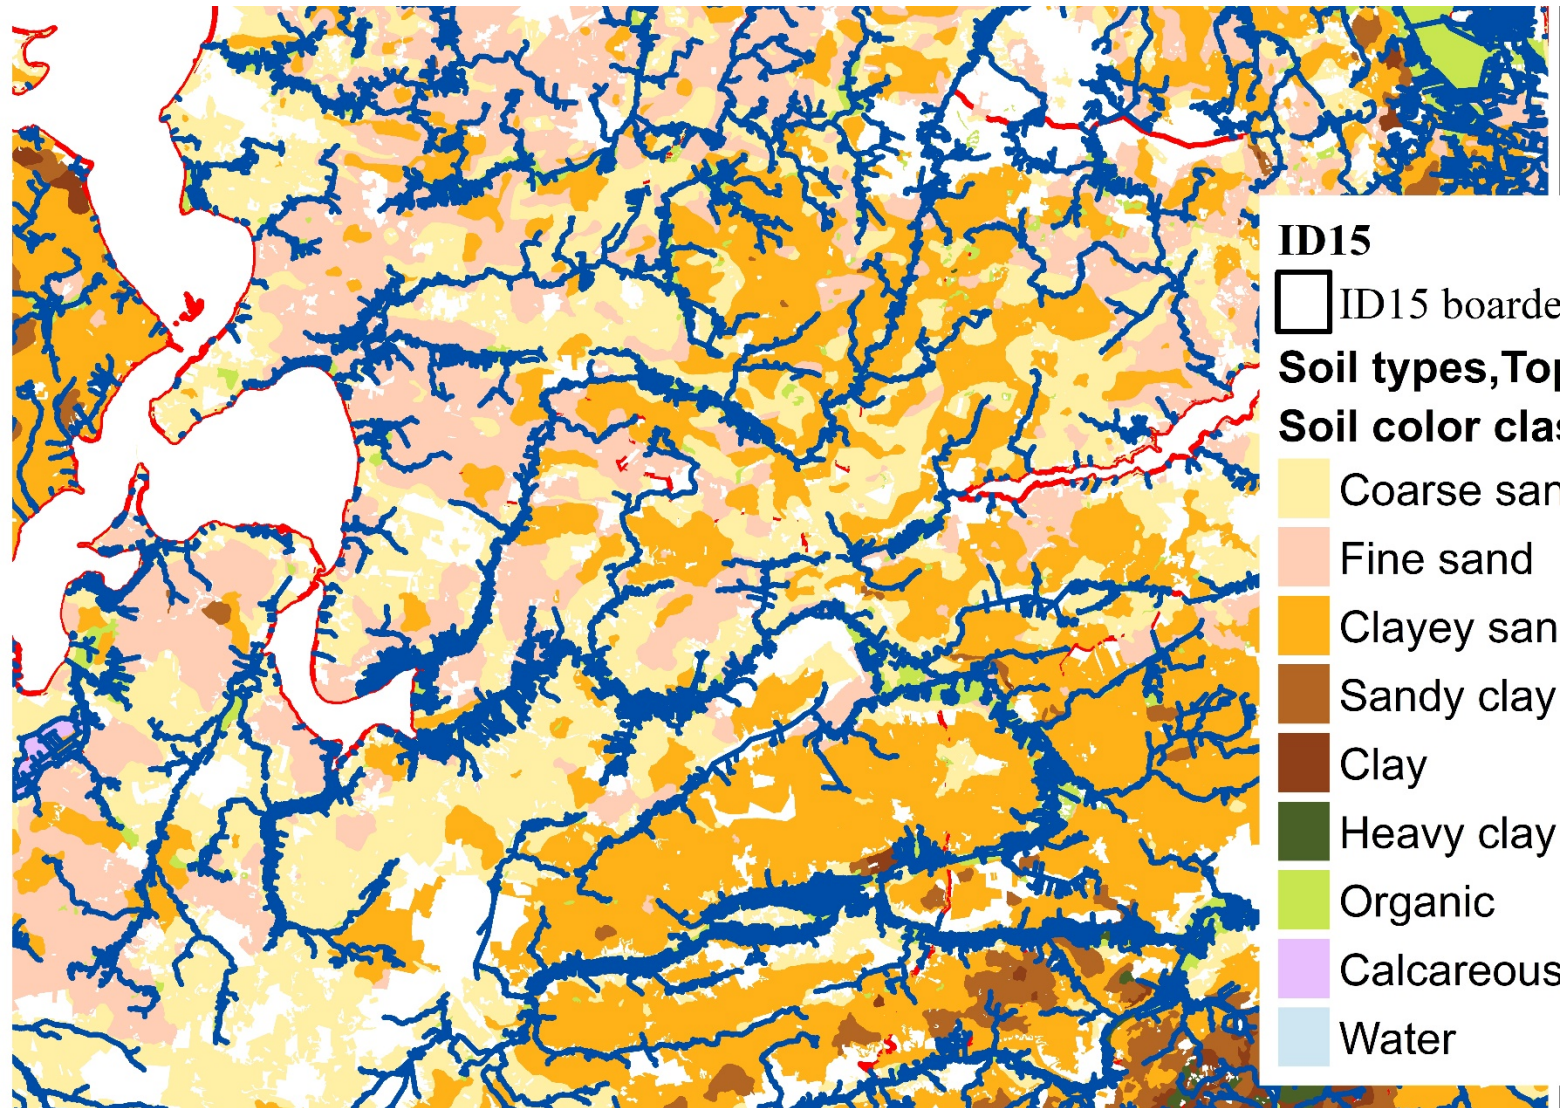 ID15
ID15 boarde
Soil types,Top
Soil color clas
Coarse san
Fine sand
Clayey san
Sandy clay
Clay
Heavy clay
Organic
Calcareous
Water